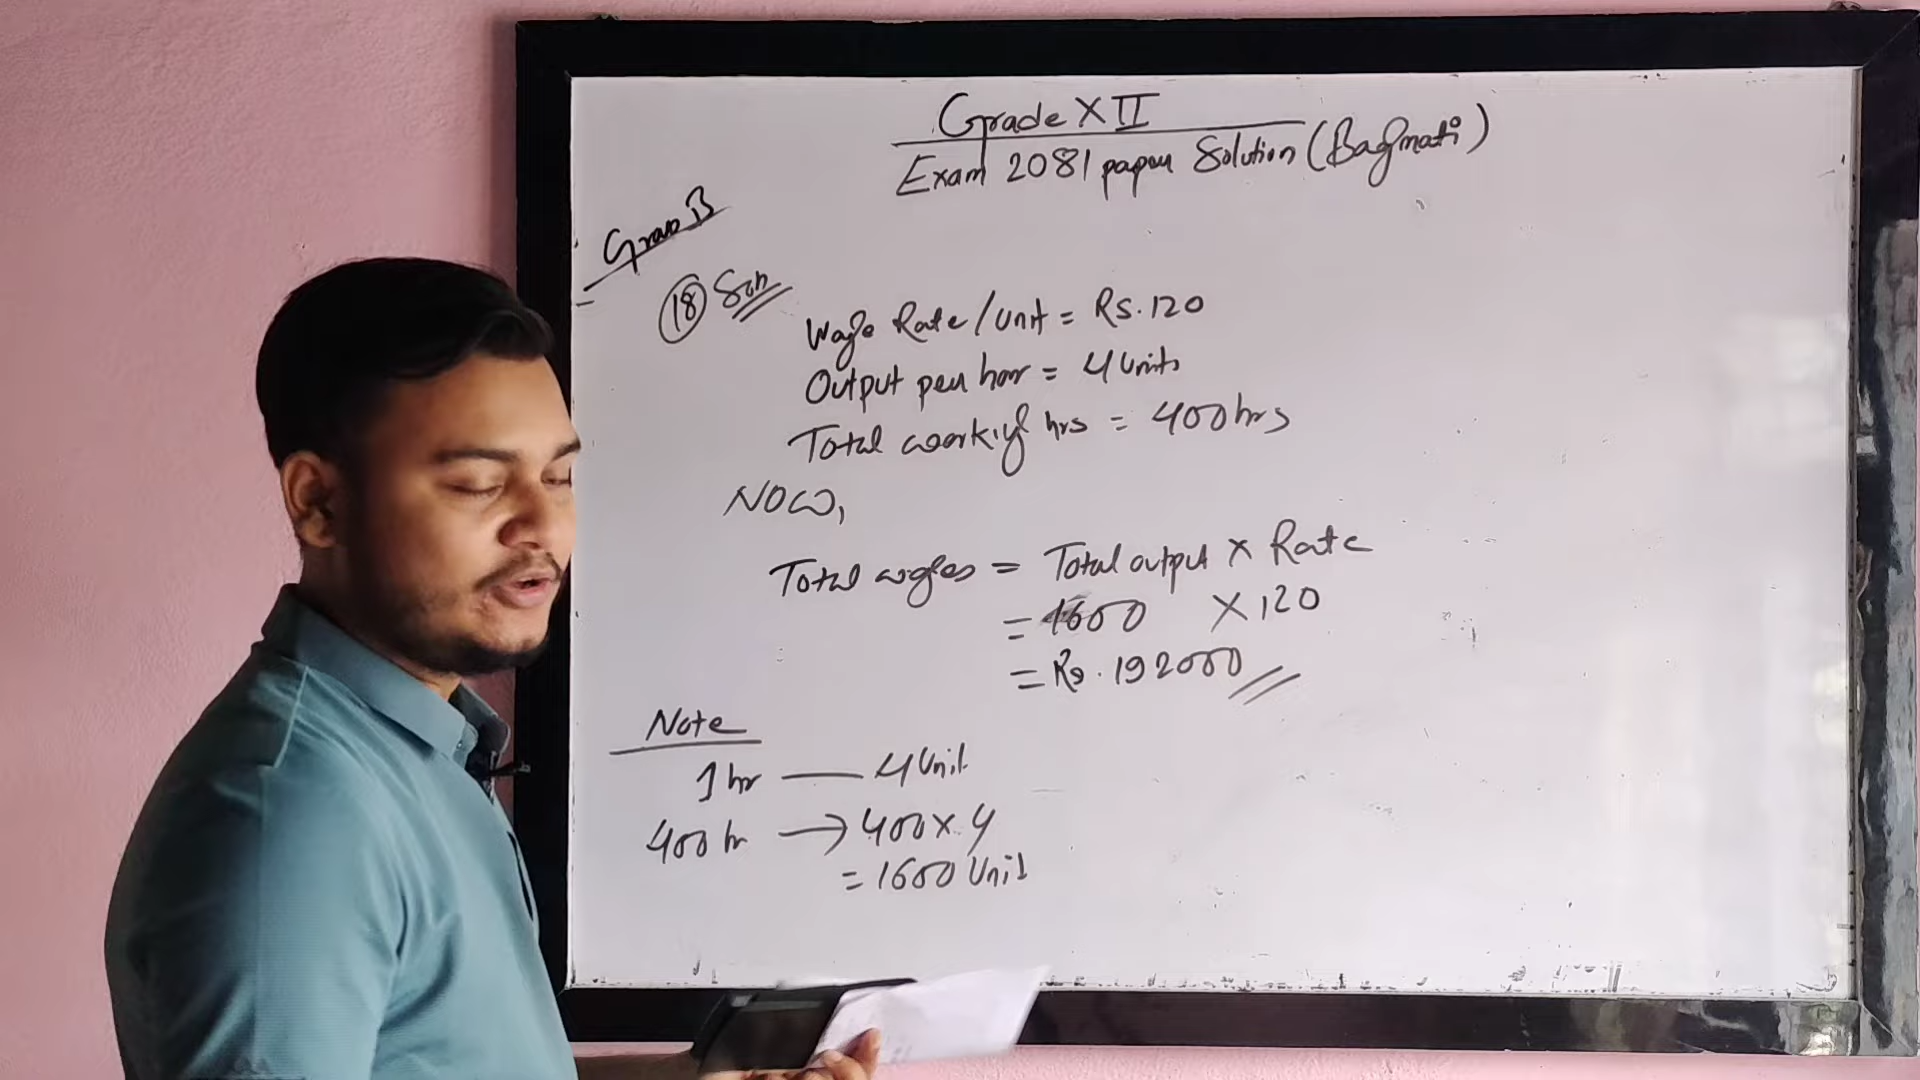 Grade XII
Exam 2081 paper Solution (Bagmati)
Group B
18 Soln
Wage Rate/unit = Rs. 120
Output per hour = 4 Units
Total working hrs = 400 hrs
NOW,
Total wages = Total output × Rate
= 1600 × 120
= Rs. 192000
Note
1 hr — 4 Unit
400 hr → 400 × 4
= 1600 Unit